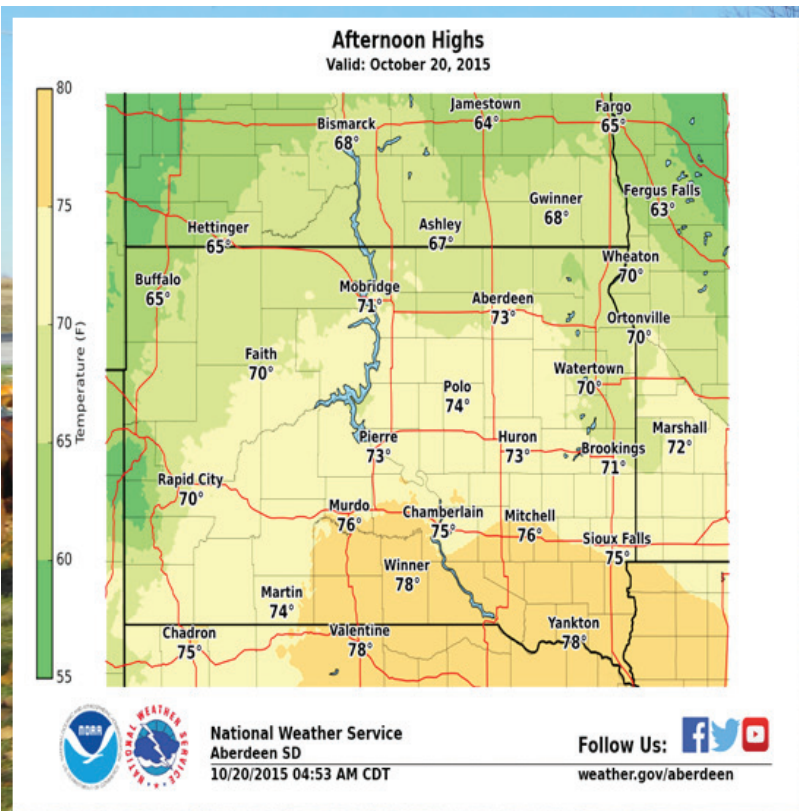 Afternoon Highs
Valid: October 20, 2015
80
75
70
65
60
55
Temperature (F)
Jamestown
64°
Fargo
65°
Bismarck
68°
Fergus Falls
63°
Gwinner
68°
Hettinger
65°
Ashley
67°
Wheaton
70°
Buffalo
65°
Mobridge
71°
Aberdeen
73°
Ortonville
70°
Faith
70°
Watertown
70°
Polo
74°
Marshall
72°
Pierre
73°
Huron
73°
Brookings
71°
Rapid City
70°
Murdo
76°
Chamberlain
75°
Mitchell
76°
Sioux Falls
75°
Winner
78°
Martin
74°
Yankton
78°
Chadron
75°
Valentine
78°
NOAA
NATIONAL WEATHER SERVICE
National Weather Service
Aberdeen SD
10/20/2015 04:53 AM CDT
Follow Us:
weather.gov/aberdeen